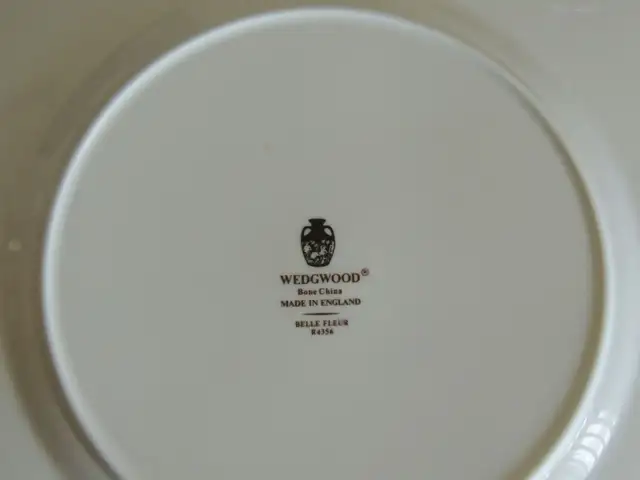 WEDGWOOD®
Bone China
MADE IN ENGLAND
BELLE FLEUR
R4356